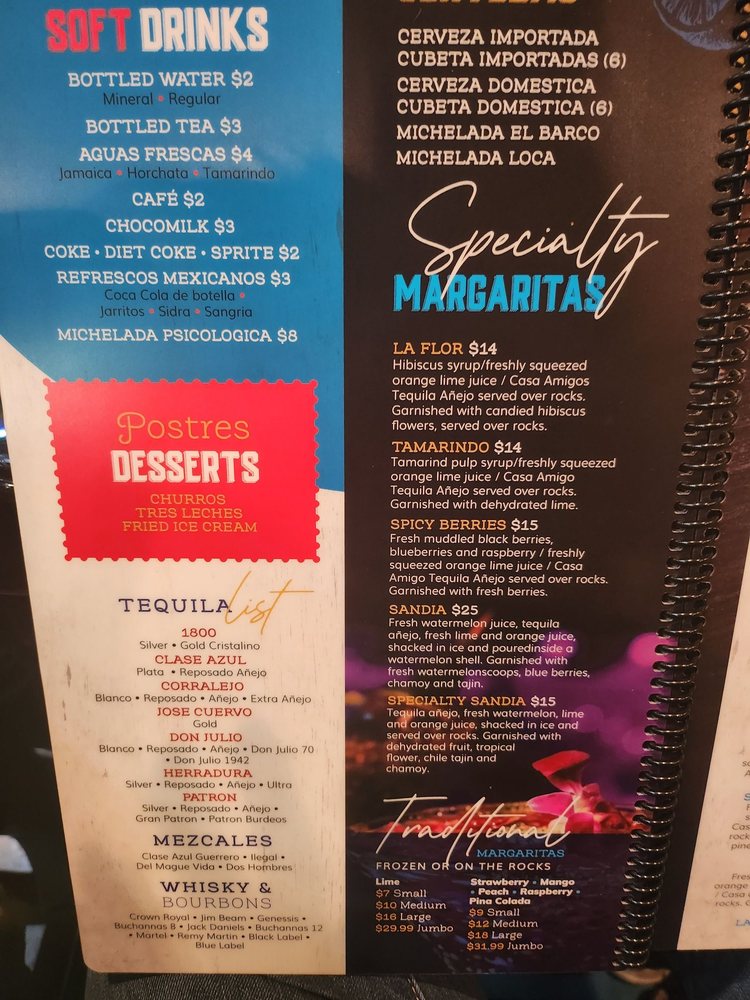 SOFT DRINKS
BOTTLED WATER $2
Mineral • Regular
BOTTLED TEA $3
AGUAS FRESCAS $4
Jamaica • Horchata • Tamarindo
CAFÉ $2
CHOCOMILK $3
COKE • DIET COKE • SPRITE $2
REFRESCOS MEXICANOS $3
Coca Cola de botella •
Jarritos • Sidra • Sangria
MICHELADA PSICOLOGICA $8
Postres
DESSERTS
CHURROS
TRES LECHES
FRIED ICE CREAM
TEQUILA list
1800
Silver • Gold Cristalino
CLASE AZUL
Plata • Reposado Añejo
CORRALEJO
Blanco • Reposado • Añejo • Extra Añejo
JOSE CUERVO
Gold
DON JULIO
Blanco • Reposado • Añejo • Don Julio 70
• Don Julio 1942
HERRADURA
Silver • Reposado • Añejo • Ultra
PATRON
Silver • Reposado • Añejo •
Gran Patron • Patron Burdeos
MEZCALES
Clase Azul Guerrero • Ilegal •
Del Mague Vida • Dos Hombres
WHISKY &
BOURBONS
Crown Royal • Jim Beam • Genessis •
Buchannas B • Jack Daniels • Buchannas 12
• Martel • Remy Martin • Black Label •
Blue Label
CERVEZA IMPORTADA
CUBETA IMPORTADAS (6)
CERVEZA DOMESTICA
CUBETA DOMESTICA (6)
MICHELADA EL BARCO
MICHELADA LOCA
Specialty
MARGARITAS
LA FLOR $14
Hibiscus syrup/freshly squeezed
orange lime juice / Casa Amigos
Tequila Añejo served over rocks.
Garnished with candied hibiscus
flowers, served over rocks.
TAMARINDO $14
Tamarind pulp syrup/freshly squeezed
orange lime juice / Casa Amigo
Tequila Añejo served over rocks.
Garnished with dehydrated lime.
SPICY BERRIES $15
Fresh muddled black berries,
blueberries and raspberry / freshly
squeezed orange lime juice / Casa
Amigo Tequila Añejo served over rocks.
Garnished with fresh berries.
SANDIA $25
Fresh watermelon juice, tequila
añejo, fresh lime and orange juice,
shacked in ice and pouredinside a
watermelon shell. Garnished with
fresh watermelonscoops, blue berries,
chamoy and tajin.
SPECIALTY SANDIA $15
Tequila añejo, fresh watermelon, lime
and orange juice, shacked in ice and
served over rocks. Garnished with
dehydrated fruit, tropical
flower, chile tajin and
chamoy.
Traditional
MARGARITAS
FROZEN OR ON THE ROCKS
Lime
$7 Small
$10 Medium
$16 Large
$29.99 Jumbo
Strawberry • Mango
• Peach • Raspberry •
Pina Colada
$9 Small
$12 Medium
$18 Large
$31.99 Jumbo